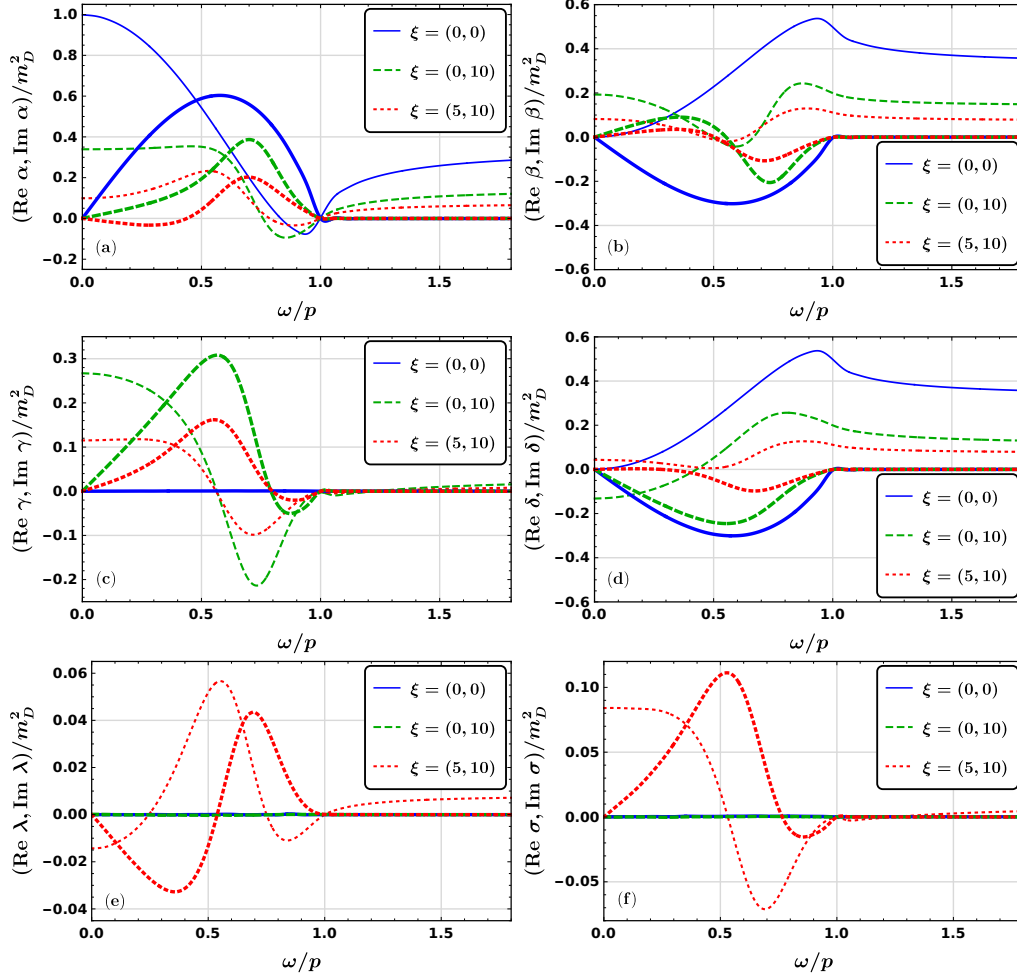 (Re α, Im α)/m_D^2
1.0
0.8
0.6
0.4
0.2
0.0
−0.2
ξ = (0, 0)
ξ = (0, 10)
ξ = (5, 10)
(a)
0.0 0.5 1.0 1.5
ω/p
(Re β, Im β)/m_D^2
0.6
0.4
0.2
0.0
−0.2
−0.4
−0.6
ξ = (0, 0)
ξ = (0, 10)
ξ = (5, 10)
(b)
0.0 0.5 1.0 1.5
ω/p
(Re γ, Im γ)/m_D^2
0.3
0.2
0.1
0.0
−0.1
−0.2
ξ = (0, 0)
ξ = (0, 10)
ξ = (5, 10)
(c)
0.0 0.5 1.0 1.5
ω/p
(Re δ, Im δ)/m_D^2
0.6
0.4
0.2
0.0
−0.2
−0.4
−0.6
ξ = (0, 0)
ξ = (0, 10)
ξ = (5, 10)
(d)
0.0 0.5 1.0 1.5
ω/p
(Re λ, Im λ)/m_D^2
0.06
0.04
0.02
0.00
−0.02
−0.04
ξ = (0, 0)
ξ = (0, 10)
ξ = (5, 10)
(e)
0.0 0.5 1.0 1.5
ω/p
(Re σ, Im σ)/m_D^2
0.10
0.05
0.00
−0.05
ξ = (0, 0)
ξ = (0, 10)
ξ = (5, 10)
(f)
0.0 0.5 1.0 1.5
ω/p